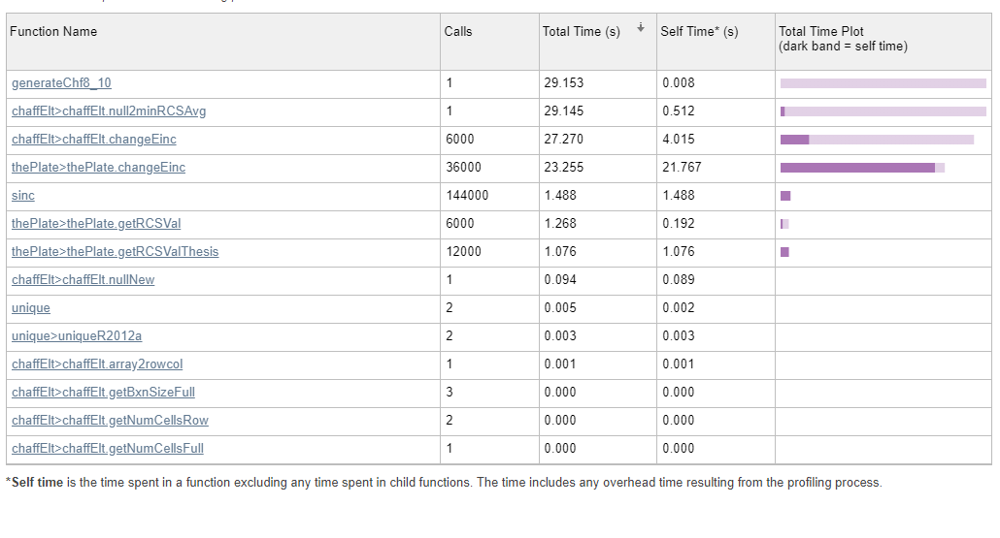 Function Name Calls Total Time (s) Self Time* (s) Total Time Plot
(dark band = self time)
generateChf8_10 1 29.153 0.008
chaffElt>chaffElt.null2minRCSAvg 1 29.145 0.512
chaffElt>chaffElt.changeEinc 6000 27.270 4.015
thePlate>thePlate.changeEinc 36000 23.255 21.767
sinc 144000 1.488 1.488
thePlate>thePlate.getRCSVal 6000 1.268 0.192
thePlate>thePlate.getRCSValThesis 12000 1.076 1.076
chaffElt>chaffElt.nullNew 1 0.094 0.089
unique 2 0.005 0.002
unique>uniqueR2012a 2 0.003 0.003
chaffElt>chaffElt.array2rowcol 1 0.001 0.001
chaffElt>chaffElt.getBxnSizeFull 3 0.000 0.000
chaffElt>chaffElt.getNumCellsRow 2 0.000 0.000
chaffElt>chaffElt.getNumCellsFull 1 0.000 0.000
*Self time is the time spent in a function excluding any time spent in child functions. The time includes any overhead time resulting from the profiling process.